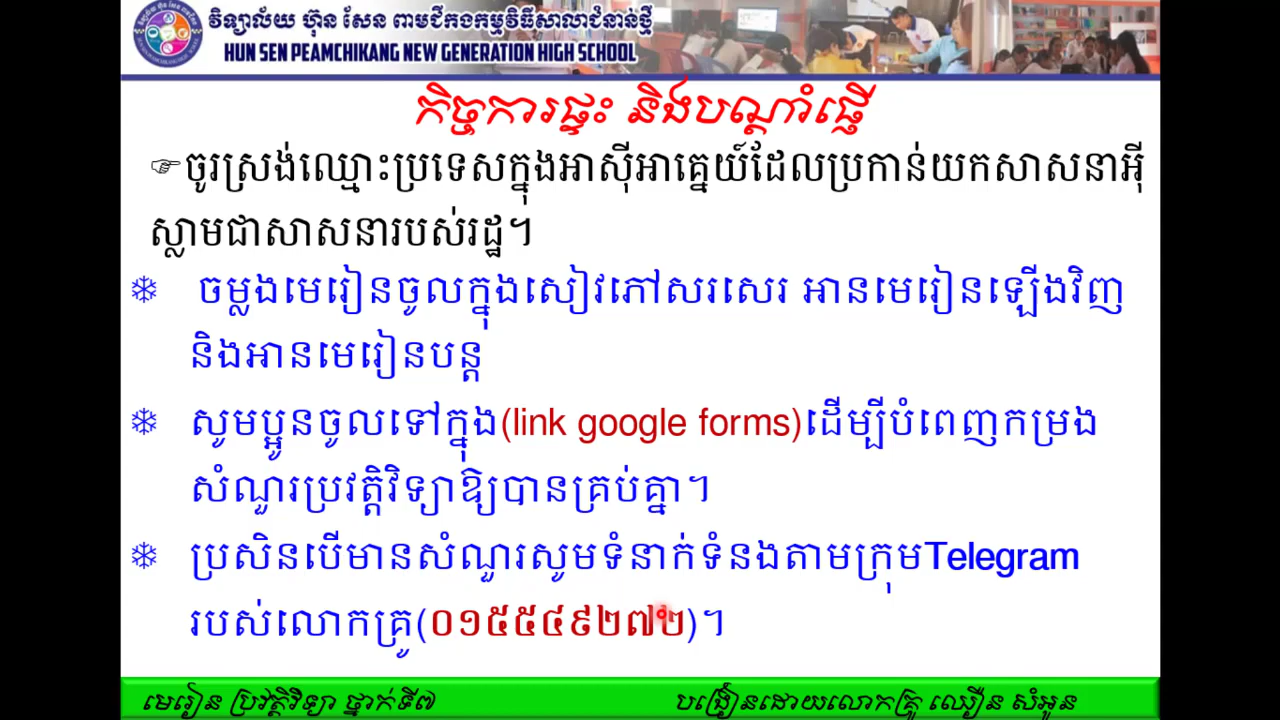 វិទ្យាល័យ ហ៊ុន សែន ពាមជីកងកម្មវិធីសាលាជំនាន់ថ្មី
HUN SEN PEAMCHIKANG NEW GENERATION HIGH SCHOOL
កិច្ចការផ្ទះ និងបណ្តាំផ្ញើ
☞ចូរស្រង់ឈ្មោះប្រទេសក្នុងអាស៊ីអាគ្នេយ៍ដែលប្រកាន់យកសាសនាអ៊ី
ស្លាមជាសាសនារបស់រដ្ឋ។
❄ ចម្លងមេរៀនចូលក្នុងសៀវភៅសរសេរ អានមេរៀនឡើងវិញ
និងអានមេរៀនបន្ត
❄ សូមប្អូនចូលទៅក្នុង(link google forms)ដើម្បីបំពេញកម្រង
សំណួរប្រវត្តិវិទ្យាឱ្យបានគ្រប់គ្នា។
❄ ប្រសិនបើមានសំណួរសូមទំនាក់ទំនងតាមក្រុមTelegram
របស់លោកគ្រូ(០១៥៥៤៩២៧២)។
មេរៀន ប្រវត្តិវិទ្យា ថ្នាក់ទី៧
បង្រៀនដោយលោកគ្រូ ឈឿន សំអូន